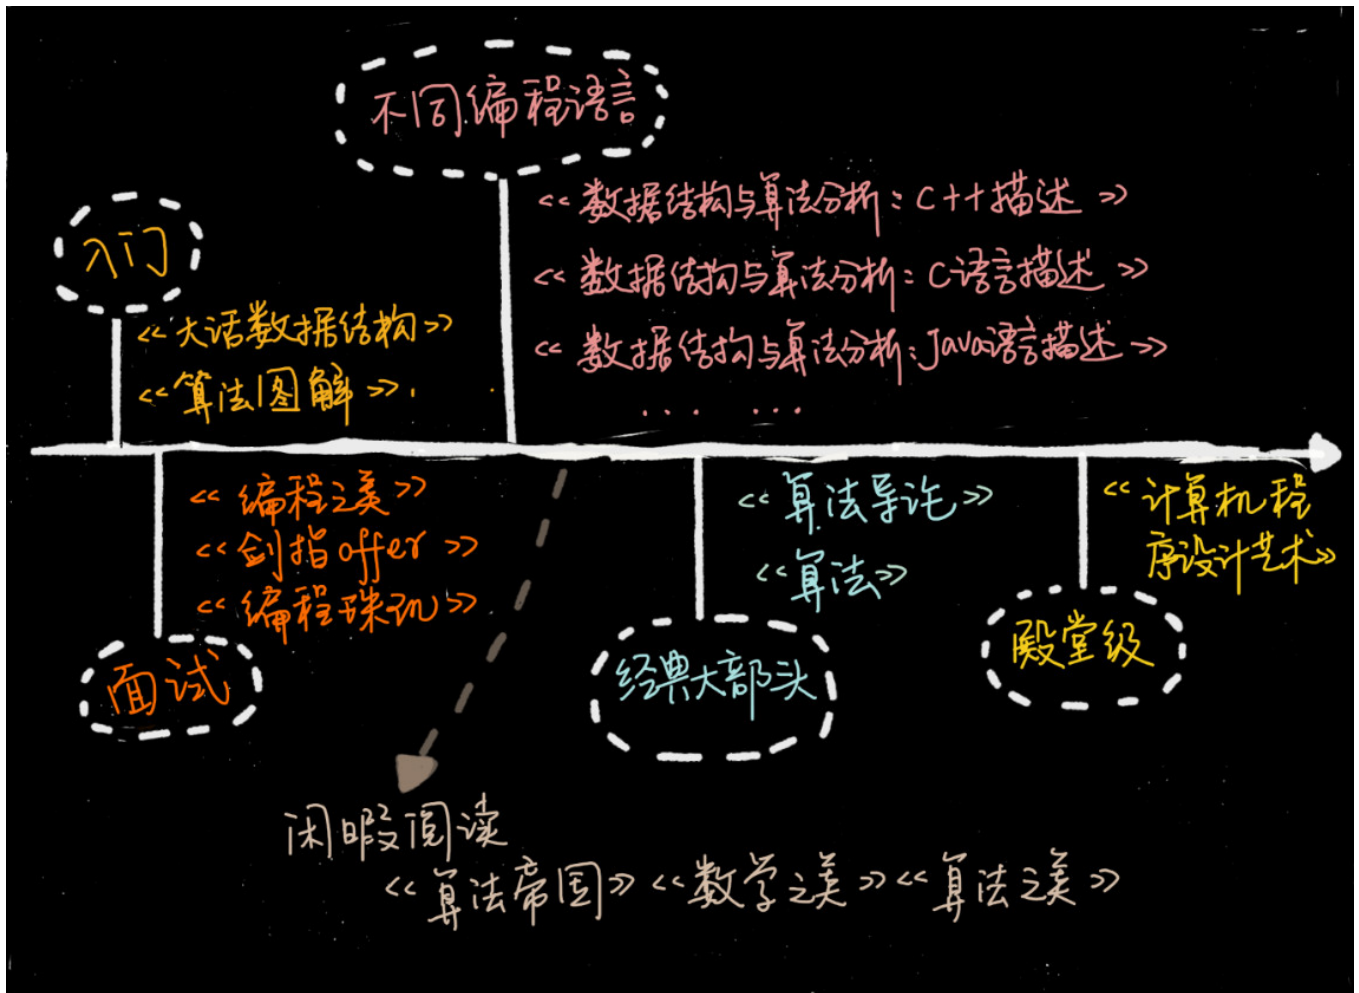 不同编程语言
<<数据结构与算法分析:C++描述>>
入门
<<数据结构与算法分析:C语言描述>>
<<大话数据结构>>
<<数据结构与算法分析:Java语言描述>>
<<算法图解>>.
... ...
<<编程之美>>
<<剑指offer>>
<<编程珠玑>>
面试
<<算法导论>>
<<算法>>
经典大部头
<<计算机程
序设计艺术>>
殿堂级
闲暇阅读
<<算法帝国>><<数学之美>><<算法之美>>